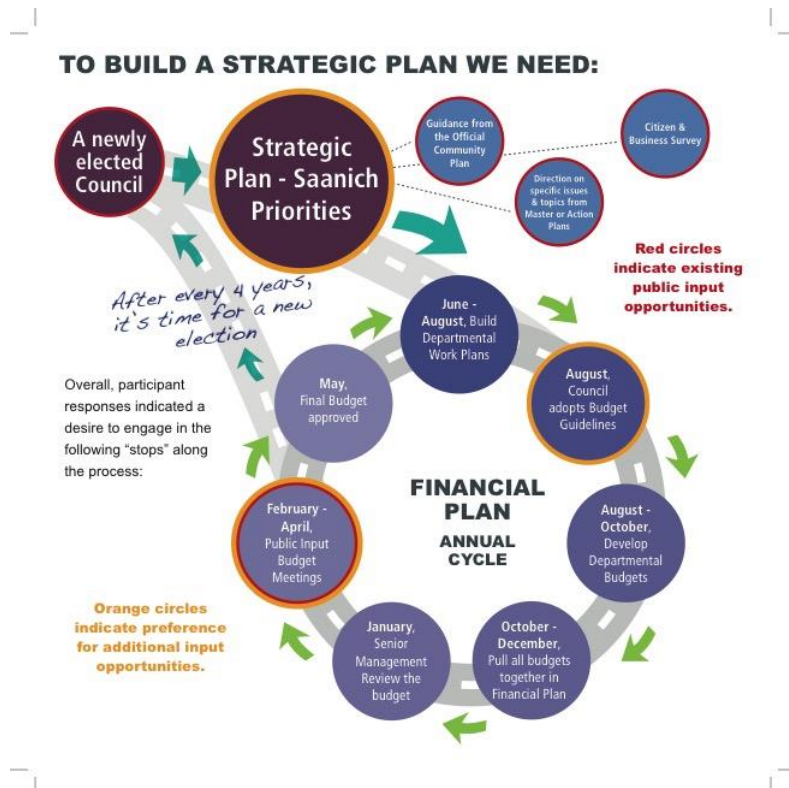 TO BUILD A STRATEGIC PLAN WE NEED:
A newly
elected
Council
Strategic
Plan - Saanich
Priorities
Guidance from
the Official
Community
Plan
Citizen &
Business Survey
Direction on
specific issues
& topics from
Master or Action
Plans
Red circles
indicate existing
public input
opportunities.
After every 4 years,
it's time for a new
election
June -
August, Build
Departmental
Work Plans
May,
Final Budget
approved
August,
Council
adopts Budget
Guidelines
Overall, participant
responses indicated a
desire to engage in the
following “stops” along
the process:
FINANCIAL
PLAN
ANNUAL
CYCLE
February -
April,
Public Input
Budget
Meetings
August -
October,
Develop
Departmental
Budgets
Orange circles
indicate preference
for additional input
opportunities.
January,
Senior
Management
Review the
budget
October -
December,
Pull all budgets
together in
Financial Plan